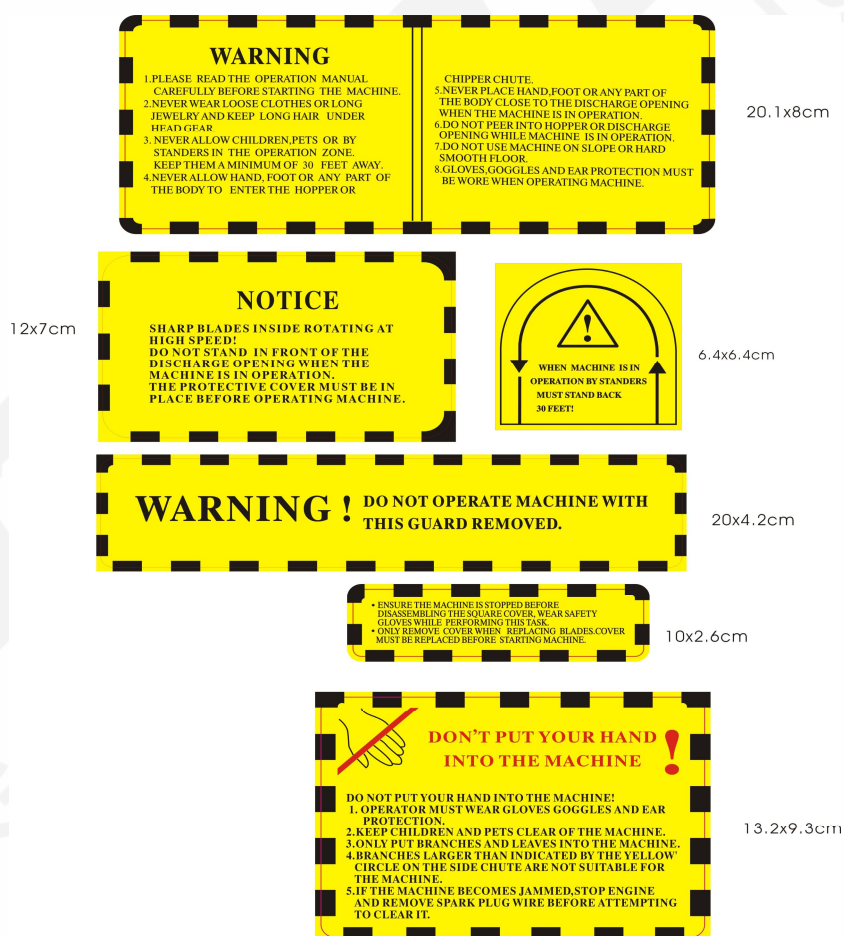 WARNING
1.PLEASE READ THE OPERATION MANUAL
CAREFULLY BEFORE STARTING THE MACHINE.
2.NEVER WEAR LOOSE CLOTHES OR LONG
JEWELRY AND KEEP LONG HAIR UNDER
HEAD GEAR
3. NEVER ALLOW CHILDREN,PETS OR BY
STANDERS IN THE OPERATION ZONE.
KEEP THEM A MINIMUM OF 30 FEET AWAY.
4.NEVER ALLOW HAND, FOOT OR ANY PART OF
THE BODY TO ENTER THE HOPPER OR
CHIPPER CHUTE.
5.NEVER PLACE HAND,FOOT OR ANY PART OF
THE BODY CLOSE TO THE DISCHARGE OPENING
WHEN THE MACHINE IS IN OPERATION.
6.DO NOT PEER INTO HOPPER OR DISCHARGE
OPENING WHILE MACHINE IS IN OPERATION.
7.DO NOT USE MACHINE ON SLOPE OR HARD
SMOOTH FLOOR.
8.GLOVES,GOGGLES AND EAR PROTECTION MUST
BE WORE WHEN OPERATING MACHINE.
20.1x8cm
12x7cm
NOTICE
SHARP BLADES INSIDE ROTATING AT
HIGH SPEED!
DO NOT STAND IN FRONT OF THE
DISCHARGE OPENING WHEN THE
MACHINE IS IN OPERATION.
THE PROTECTIVE COVER MUST BE IN
PLACE BEFORE OPERATING MACHINE.
!
WHEN MACHINE IS IN
OPERATION BY STANDERS
MUST STAND BACK
30 FEET!
6.4x6.4cm
WARNING !
DO NOT OPERATE MACHINE WITH
THIS GUARD REMOVED.
20x4.2cm
• ENSURE THE MACHINE IS STOPPED BEFORE
DISASSEMBLING THE SQUARE COVER, WEAR SAFETY
GLOVES WHILE PERFORMING THIS TASK.
• ONLY REMOVE COVER WHEN REPLACING BLADES.COVER
MUST BE REPLACED BEFORE STARTING MACHINE.
10x2.6cm
DON'T PUT YOUR HAND
INTO THE MACHINE
!
DO NOT PUT YOUR HAND INTO THE MACHINE!
1. OPERATOR MUST WEAR GLOVES GOGGLES AND EAR
PROTECTION.
2.KEEP CHILDREN AND PETS CLEAR OF THE MACHINE.
3.ONLY PUT BRANCHES AND LEAVES INTO THE MACHINE.
4.BRANCHES LARGER THAN INDICATED BY THE YELLOW'
CIRCLE ON THE SIDE CHUTE ARE NOT SUITABLE FOR
THE MACHINE.
5.IF THE MACHINE BECOMES JAMMED,STOP ENGINE
AND REMOVE SPARK PLUG WIRE BEFORE ATTEMPTING
TO CLEAR IT.
13.2x9.3cm